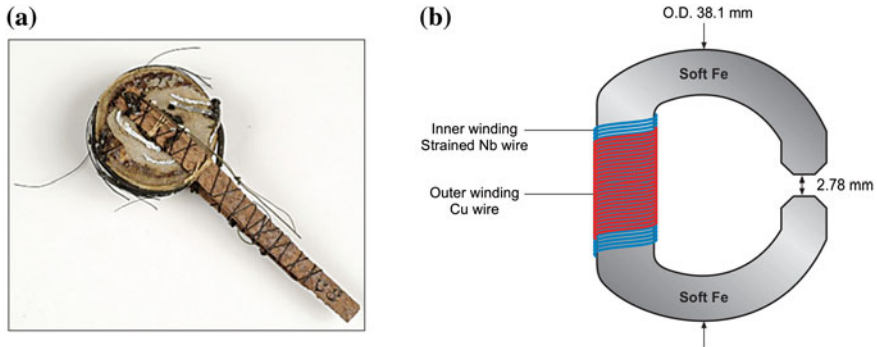 (a)
(b)
O.D. 38.1 mm
Soft Fe
Inner winding
Strained Nb wire
Outer winding
Cu wire
2.78 mm
Soft Fe